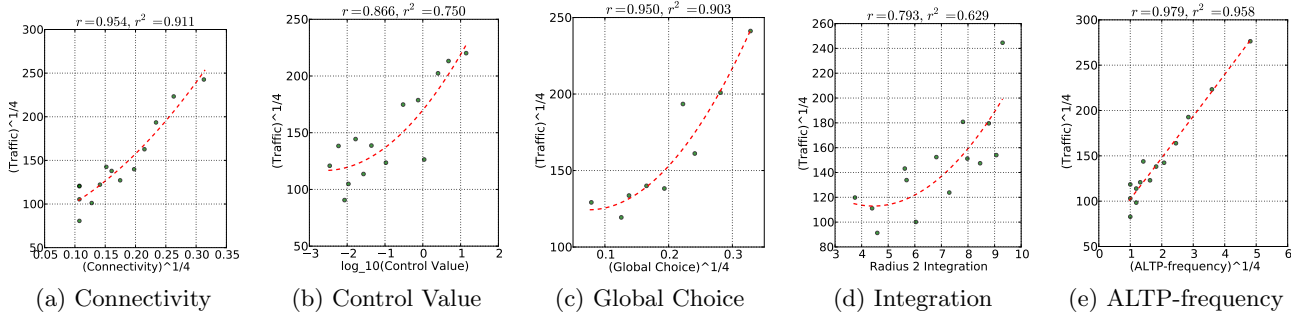 r =0.954, r² =0.911
300
250
200
150
100
50
0.05 0.10 0.15 0.20 0.25 0.30 0.35
(Traffic)^1/4
(Connectivity)^1/4
(a) Connectivity
r =0.866, r² =0.750
250
200
150
100
50
−3 −2 −1 0 1 2
(Traffic)^1/4
log_10(Control Value)
(b) Control Value
r =0.950, r² =0.903
250
200
150
100
0.1 0.2 0.3
(Traffic)^1/4
(Global Choice)^1/4
(c) Global Choice
r =0.793, r² =0.629
260
240
220
200
180
160
140
120
100
80
3 4 5 6 7 8 9 10
(Traffic)^1/4
Radius 2 Integration
(d) Integration
r =0.979, r² =0.958
300
250
200
150
100
50
0 1 2 3 4 5 6
(Traffic)^1/4
(ALTP-frequency)^1/4
(e) ALTP-frequency